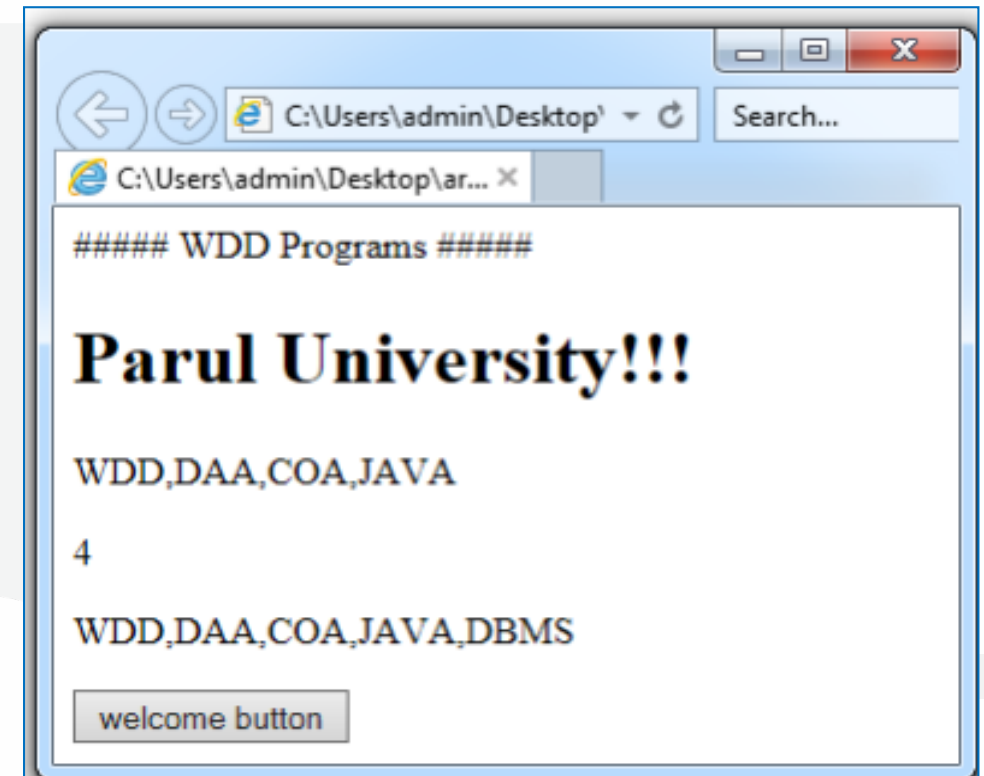 C:\Users\admin\Desktop\
Search...
C:\Users\admin\Desktop\ar...
##### WDD Programs #####
Parul University!!!
WDD,DAA,COA,JAVA
4
WDD,DAA,COA,JAVA,DBMS
welcome button